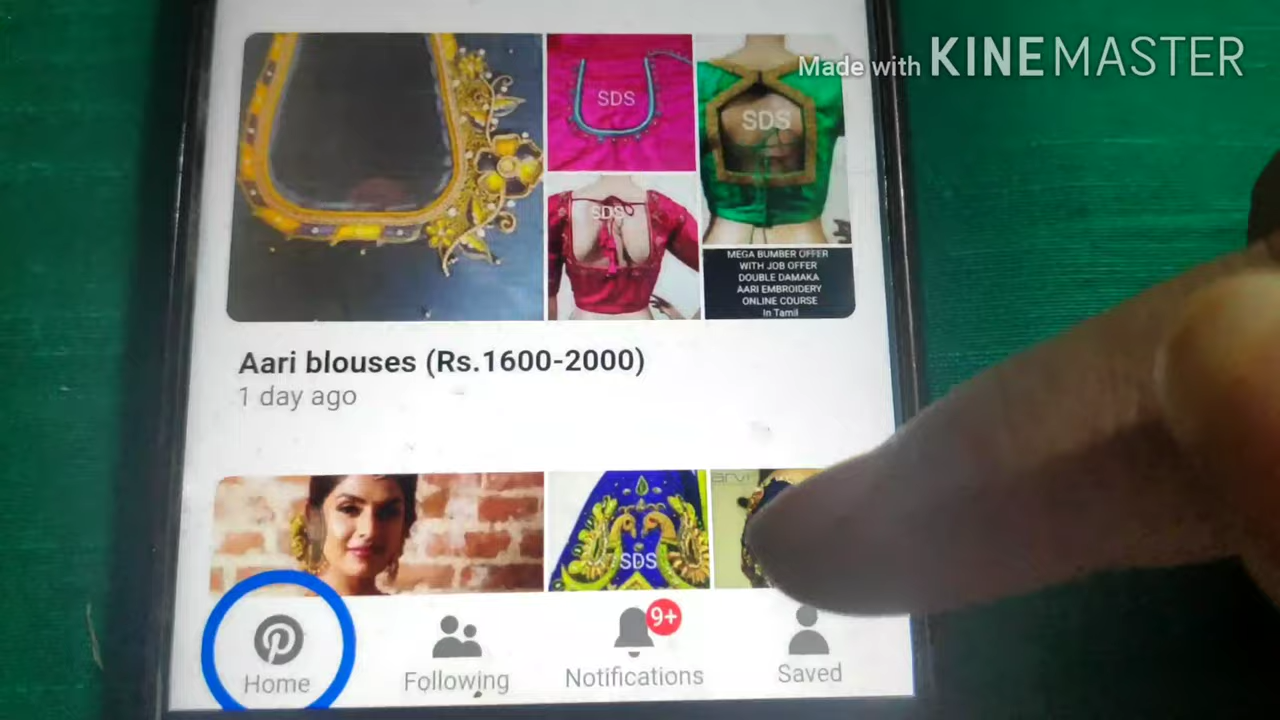 Made with KINEMASTER
SDS
SDS
SDS
MEGA BUMBER OFFER
WITH JOB OFFER
DOUBLE DAMAKA
AARI EMBROIDERY
ONLINE COURSE
In Tamil
Aari blouses (Rs.1600-2000)
1 day ago
SDS
9+
Home
Following
Notifications
Saved